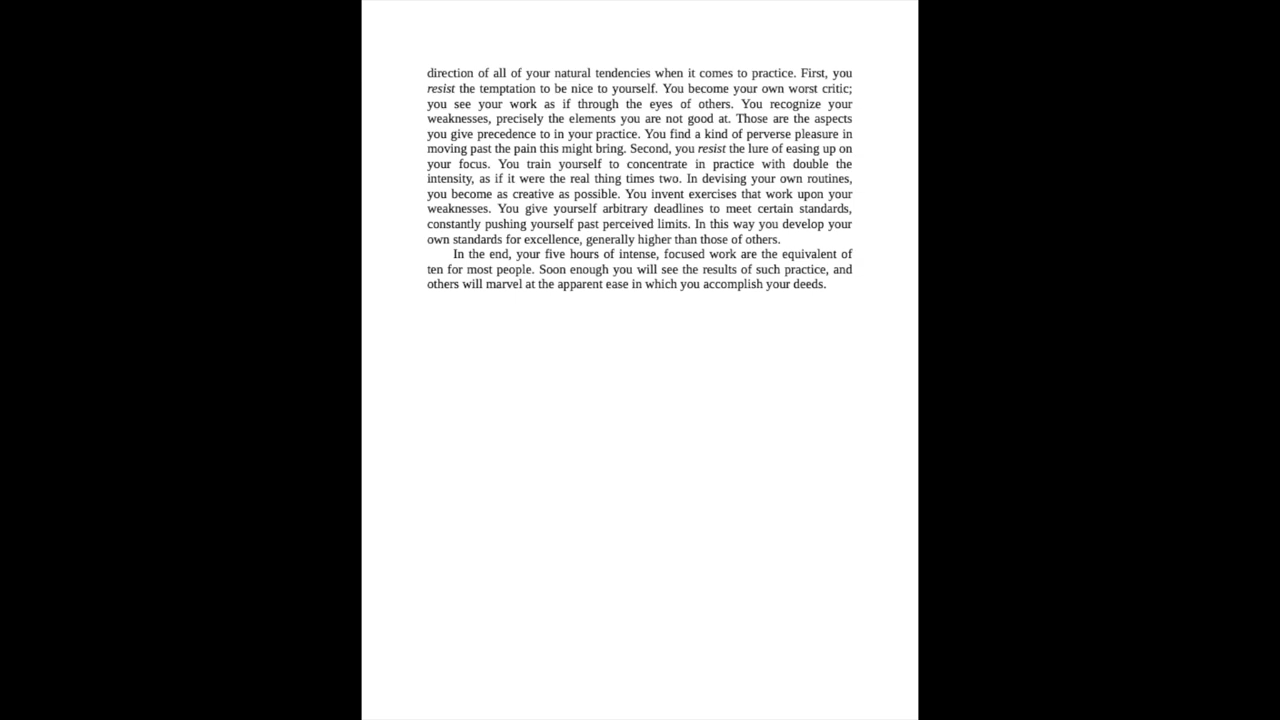 direction of all of your natural tendencies when it comes to practice. First, you
resist the temptation to be nice to yourself. You become your own worst critic;
you see your work as if through the eyes of others. You recognize your
weaknesses, precisely the elements you are not good at. Those are the aspects
you give precedence to in your practice. You find a kind of perverse pleasure in
moving past the pain this might bring. Second, you resist the lure of easing up on
your focus. You train yourself to concentrate in practice with double the
intensity, as if it were the real thing times two. In devising your own routines,
you become as creative as possible. You invent exercises that work upon your
weaknesses. You give yourself arbitrary deadlines to meet certain standards,
constantly pushing yourself past perceived limits. In this way you develop your
own standards for excellence, generally higher than those of others.
In the end, your five hours of intense, focused work are the equivalent of
ten for most people. Soon enough you will see the results of such practice, and
others will marvel at the apparent ease in which you accomplish your deeds.